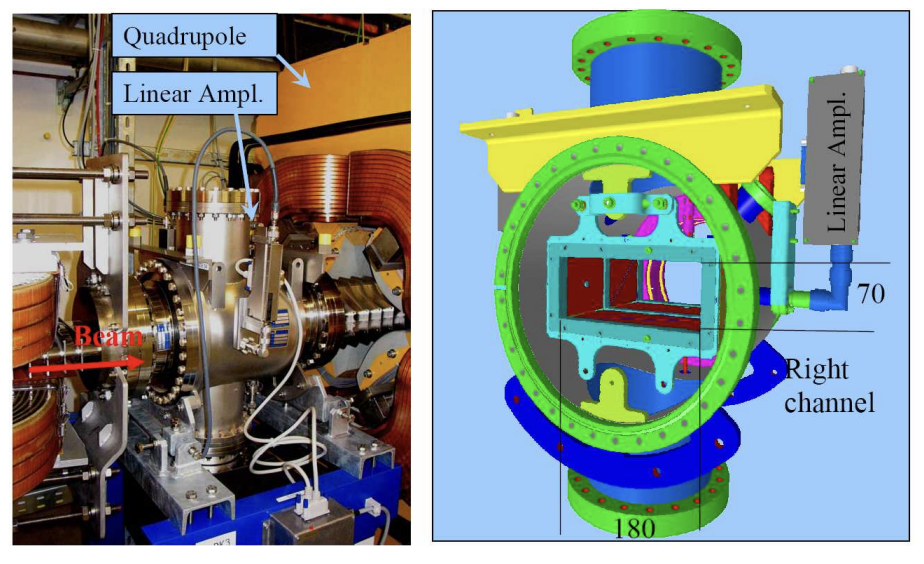 Quadrupole
Linear Ampl.
Beam
Linear Ampl.
70
Right
channel
180